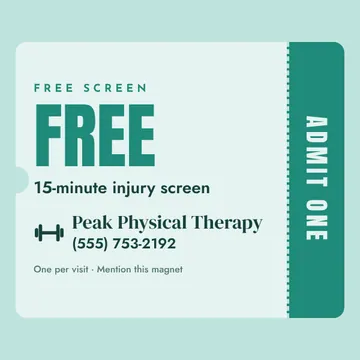 FREE SCREEN
FREE
15-minute injury screen
Peak Physical Therapy
(555) 753-2192
One per visit · Mention this magnet
ADMIT ONE